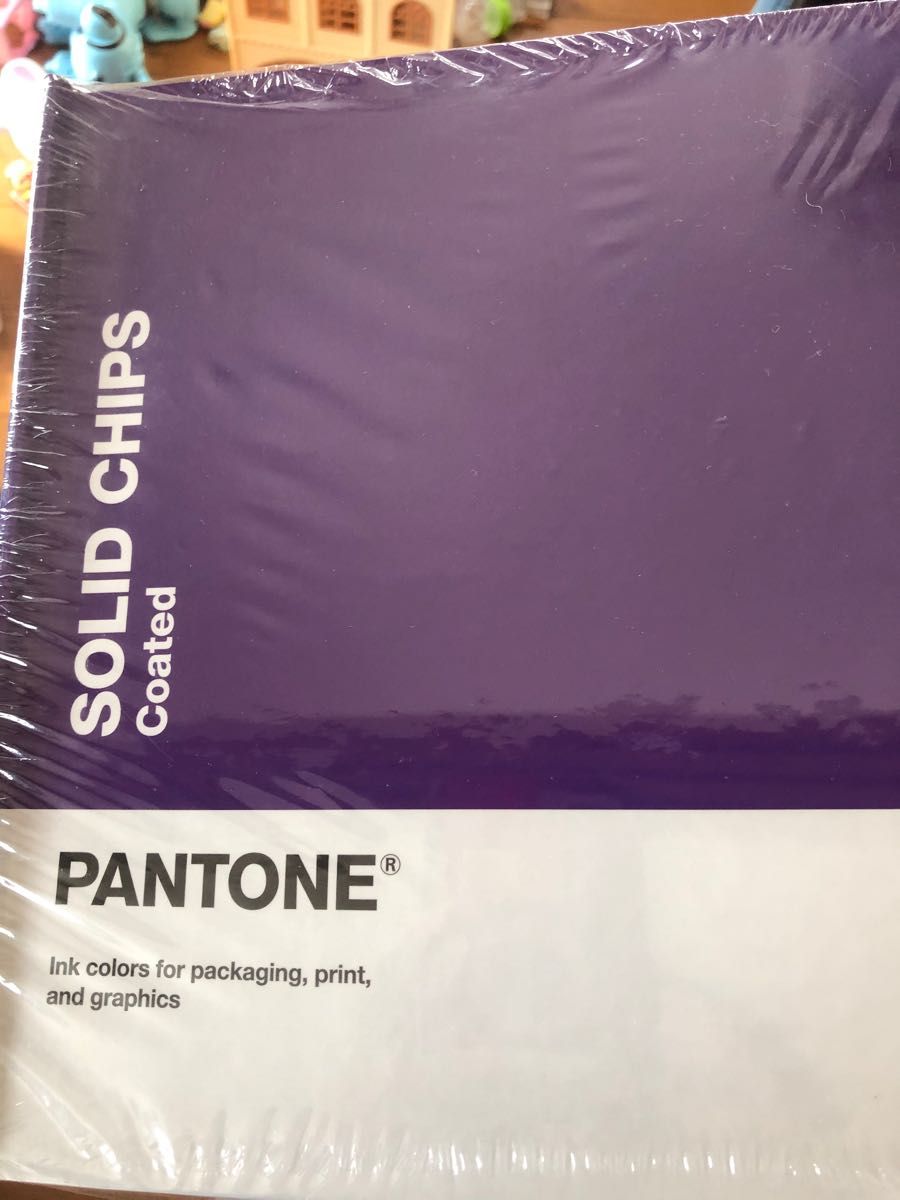 SOLID CHIPS
Coated
PANTONE®
Ink colors for packaging, print,
and graphics